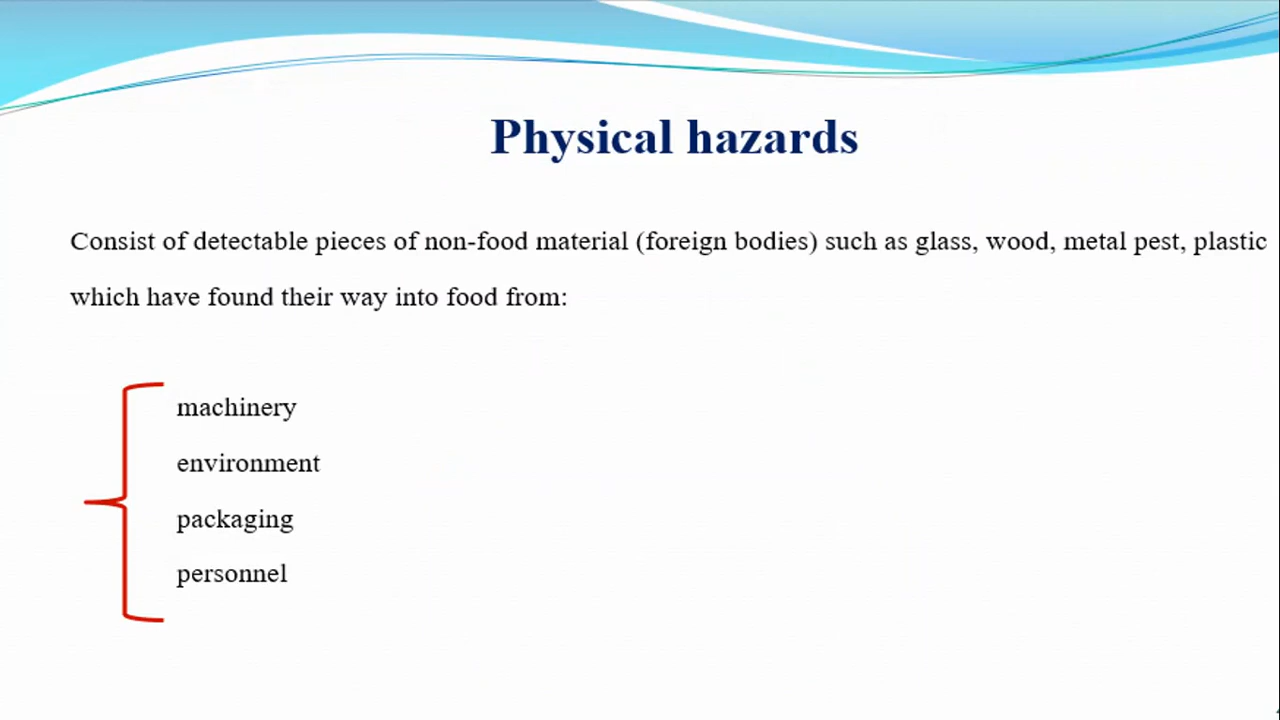 Physical hazards
Consist of detectable pieces of non-food material (foreign bodies) such as glass, wood, metal pest, plastic
which have found their way into food from:
machinery
environment
packaging
personnel